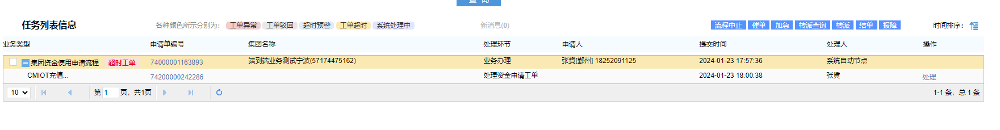 查 询
任务列表信息 各种颜色所示分别为： 工单异常 工单驳回 超时预警 工单超时 系统处理中 新消息(0) 流程中止 催单 加急 转派查询 转派 结单 报障 时间排序：
业务类型 申请单编号 集团名称 处理环节 申请人 提交时间 处理人 操作
集团资金使用申请流程 超时工单 74000001163893 端到端业务测试宁波(57174475162) 业务办理 张贇[鄞州] 18252091125 2024-01-23 17:57:36 系统自动节点
CMIOT充值... 74200000242286 处理资金申请工单 2024-01-23 18:00:38 张贇 处理
10 第 1 页，共1页 1-1 条，总 1 条